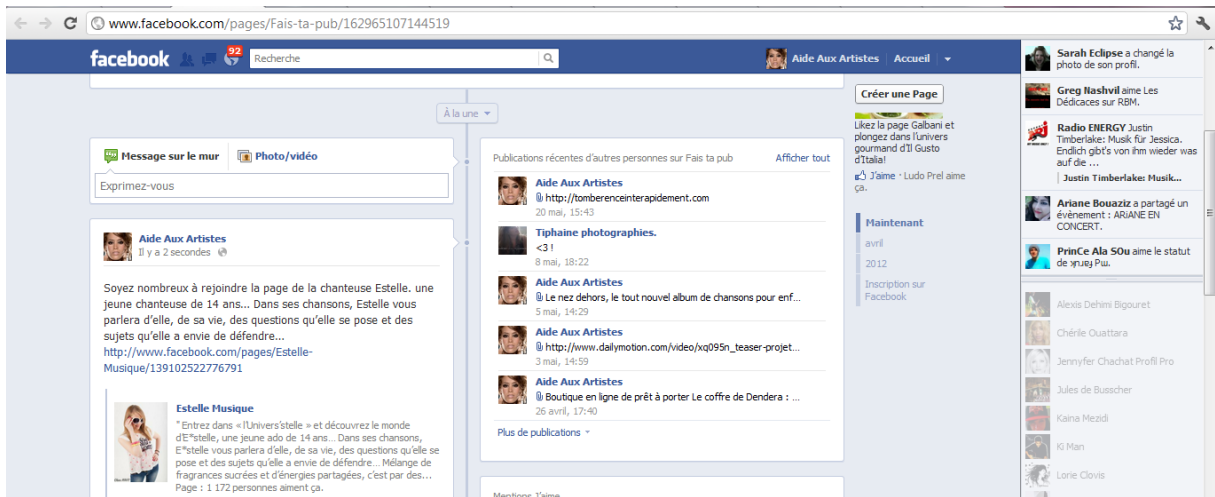 www.facebook.com/pages/Fais-ta-pub/162965107144519
facebook
92
Recherche
Aide Aux Artistes
Accueil
À la une
Message sur le mur
Photo/vidéo
Exprimez-vous
Aide Aux Artistes
Il y a 2 secondes
Soyez nombreux à rejoindre la page de la chanteuse Estelle. une
jeune chanteuse de 14 ans... Dans ses chansons, Estelle vous
parlera d'elle, de sa vie, des questions qu'elle se pose et des
sujets qu'elle a envie de défendre...
http://www.facebook.com/pages/Estelle-
Musique/139102522776791
Estelle Musique
"Entrez dans « l'Univers'stelle » et découvrez le monde
d'E*stelle, une jeune ado de 14 ans... Dans ses chansons,
E*stelle vous parlera d'elle, de sa vie, des questions qu'elle se
pose et des sujets qu'elle a envie de défendre... Mélange de
fragrances sucrées et d'énergies partagées, c'est par des...
Page : 1 172 personnes aiment ça.
Publications récentes d'autres personnes sur Fais ta pub
Afficher tout
Aide Aux Artistes
http://tomberenceinterapidement.com
20 mai, 15:43
Tiphaine photographies.
<3 !
8 mai, 18:22
Aide Aux Artistes
Le nez dehors, le tout nouvel album de chansons pour enf...
5 mai, 14:29
Aide Aux Artistes
http://www.dailymotion.com/video/xq095n_teaser-projet...
3 mai, 14:59
Aide Aux Artistes
Boutique en ligne de prêt à porter Le coffre de Dendera : ...
26 avril, 17:40
Plus de publications
Mentions J'aime
Créer une Page
Likez la page Galbani et
plongez dans l'univers
gourmand d'Il Gusto
d'Italia!
J'aime · Ludo Prel aime
ça.
Maintenant
avril
2012
Inscription sur
Facebook
Sarah Eclipse a changé la
photo de son profil.
Greg Nashvil aime Les
Dédicaces sur RBM.
Radio ENERGY Justin
Timberlake: Musik für Jessica.
Endlich gibt's von ihm wieder was
auf die ...
Justin Timberlake: Musik...
Ariane Bouaziz a partagé un
évènement : ARiANE EN
CONCERT.
PrinCe Ala SOu aime le statut
de
Alexis Dehimi Bigouret
Chérile Ouattara
Jennyfer Chachat Profil Pro
Jules de Busscher
Kaina Mezidi
Ki Man
Lorie Clovis